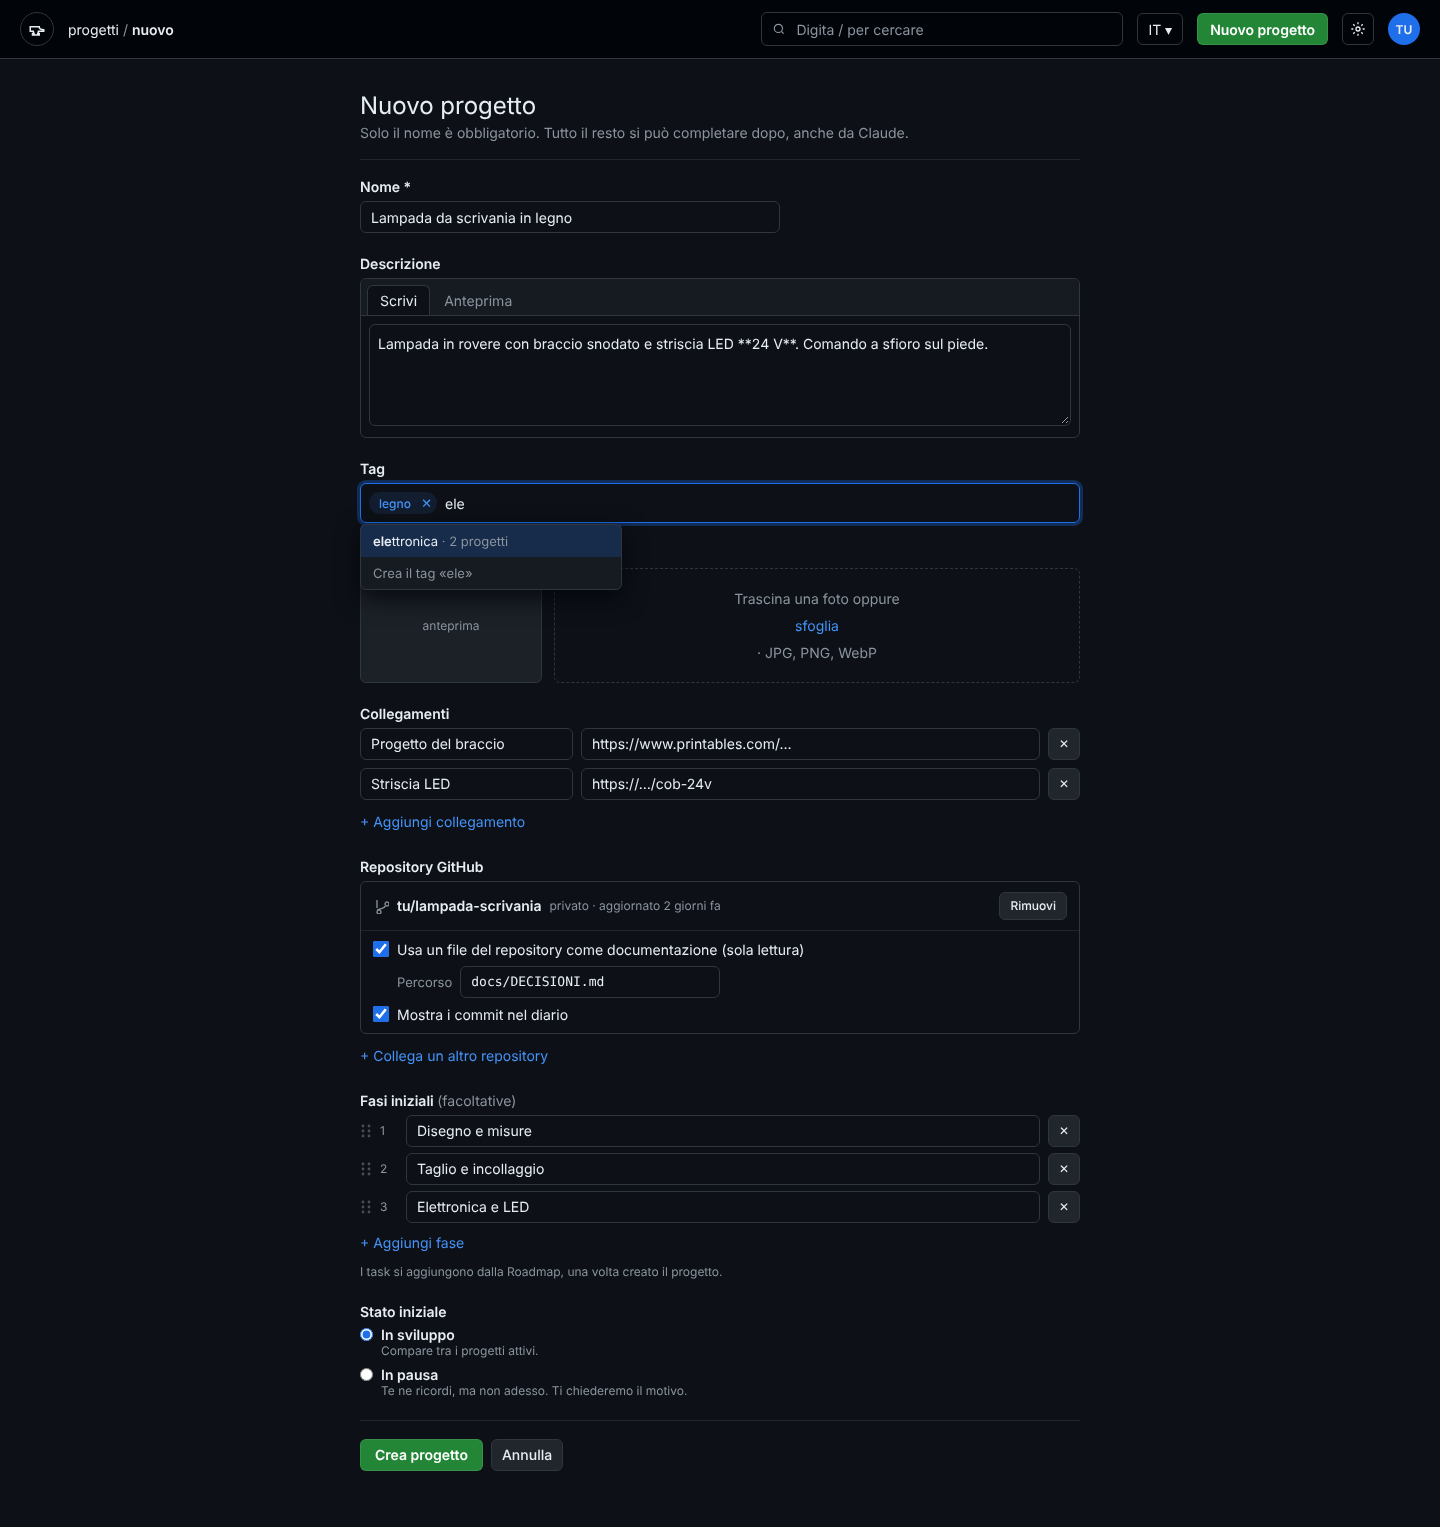 progetti / nuovo
Digita / per cercare
IT ▾
Nuovo progetto
TU
Nuovo progetto
Solo il nome è obbligatorio. Tutto il resto si può completare dopo, anche da Claude.
Nome *
Lampada da scrivania in legno
Descrizione
Scrivi
Anteprima
Lampada in rovere con braccio snodato e striscia LED **24 V**. Comando a sfioro sul piede.
Tag
legno ✕ ele
elettronica · 2 progetti
Crea il tag «ele»
anteprima
Trascina una foto oppure
sfoglia
· JPG, PNG, WebP
Collegamenti
Progetto del braccio
https://www.printables.com/...
✕
Striscia LED
https://.../cob-24v
✕
+ Aggiungi collegamento
Repository GitHub
tu/lampada-scrivania privato · aggiornato 2 giorni fa
Rimuovi
Usa un file del repository come documentazione (sola lettura)
Percorso docs/DECISIONI.md
Mostra i commit nel diario
+ Collega un altro repository
Fasi iniziali (facoltative)
1 Disegno e misure ✕
2 Taglio e incollaggio ✕
3 Elettronica e LED ✕
+ Aggiungi fase
I task si aggiungono dalla Roadmap, una volta creato il progetto.
Stato iniziale
In sviluppo
Compare tra i progetti attivi.
In pausa
Te ne ricordi, ma non adesso. Ti chiederemo il motivo.
Crea progetto
Annulla